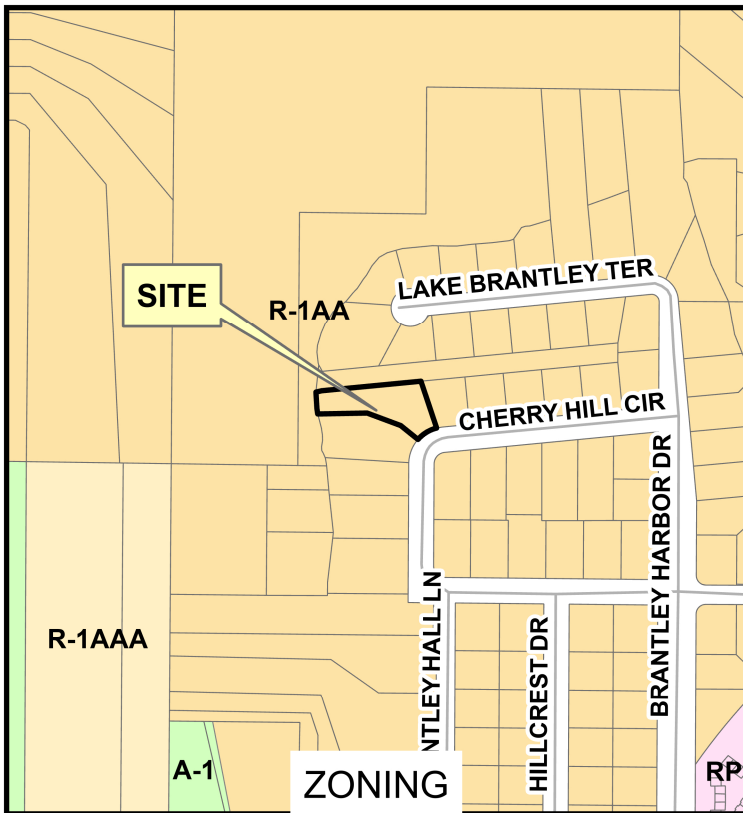 LAKE BRANTLEY TER
SITE
R-1AA
CHERRY HILL CIR
BRANTLEY HARBOR DR
NTLEY HALL LN
HILLCREST DR
R-1AAA
A-1
RP
ZONING